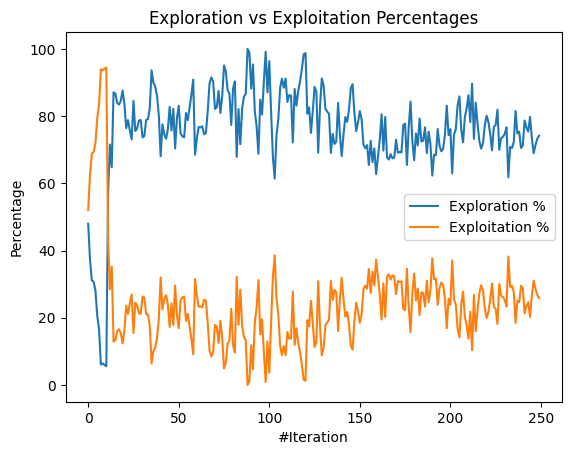 Exploration vs Exploitation Percentages
Percentage
100
80
60
40
20
0
Exploration %
Exploitation %
0
50
100
150
200
250
#Iteration